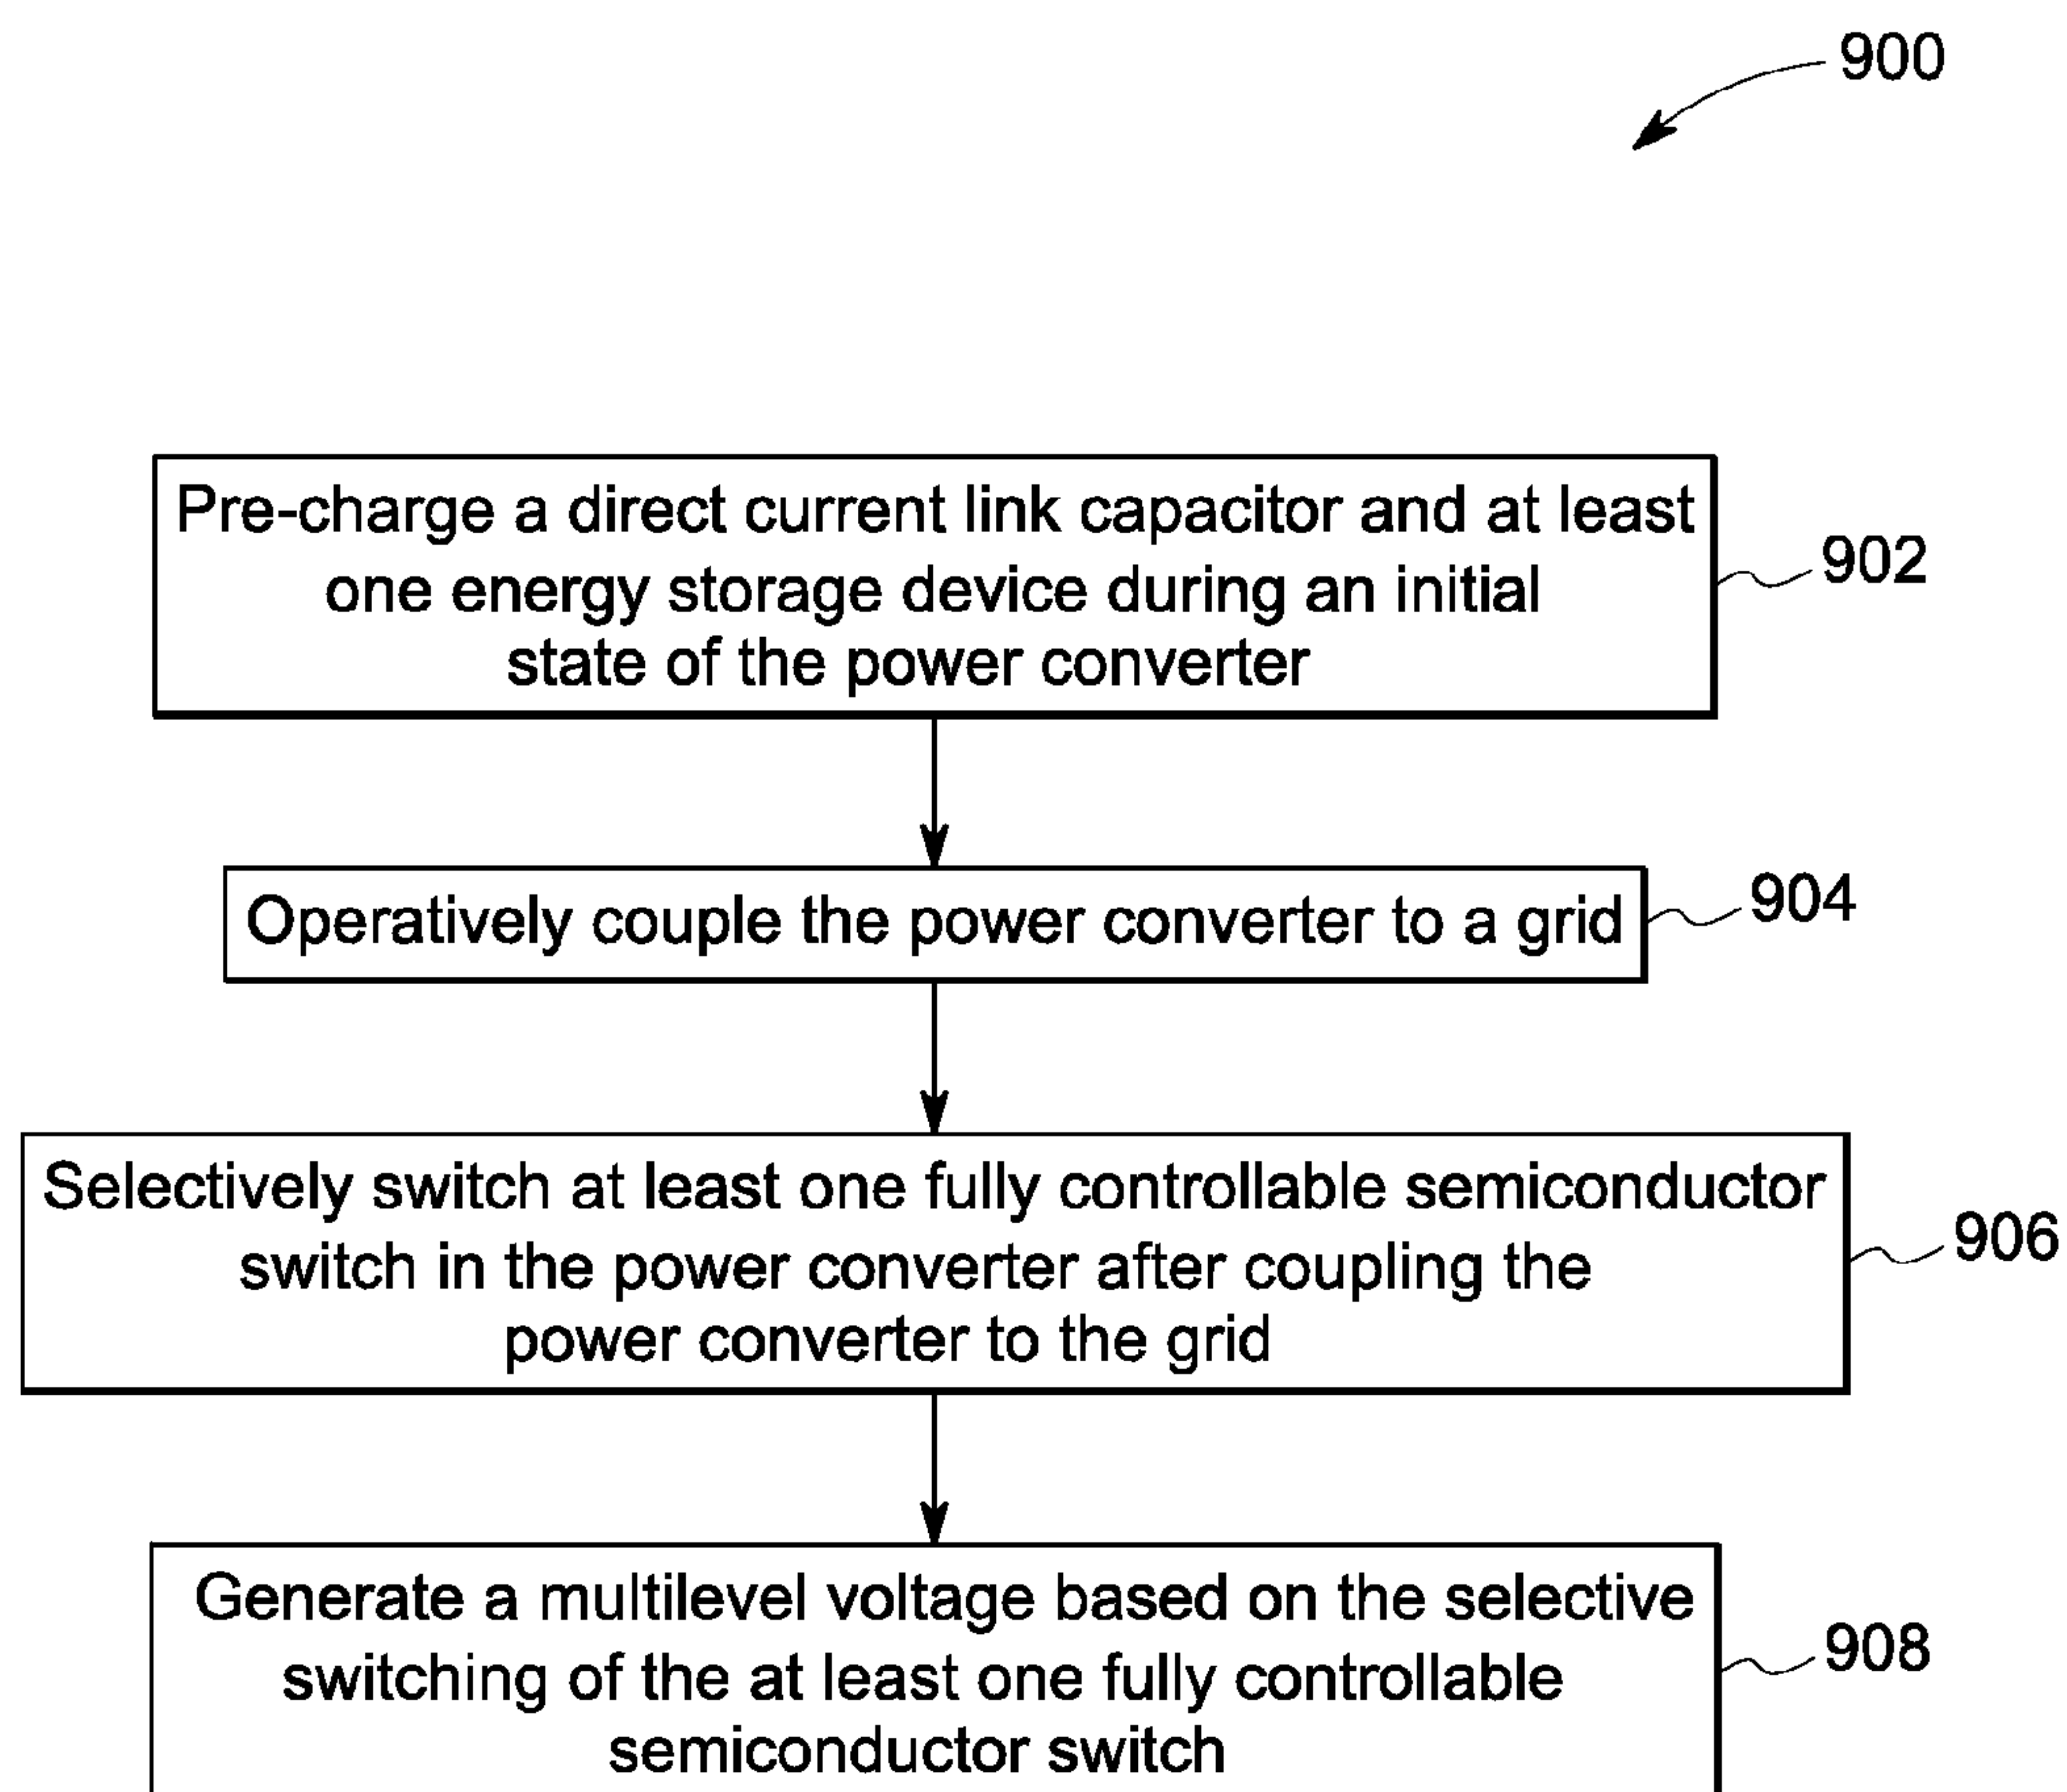 900
Pre-charge a direct current link capacitor and at least
one energy storage device during an initial
state of the power converter
902
Operatively couple the power converter to a grid
904
Selectively switch at least one fully controllable semiconductor
switch in the power converter after coupling the
power converter to the grid
906
Generate a multilevel voltage based on the selective
switching of the at least one fully controllable
semiconductor switch
908